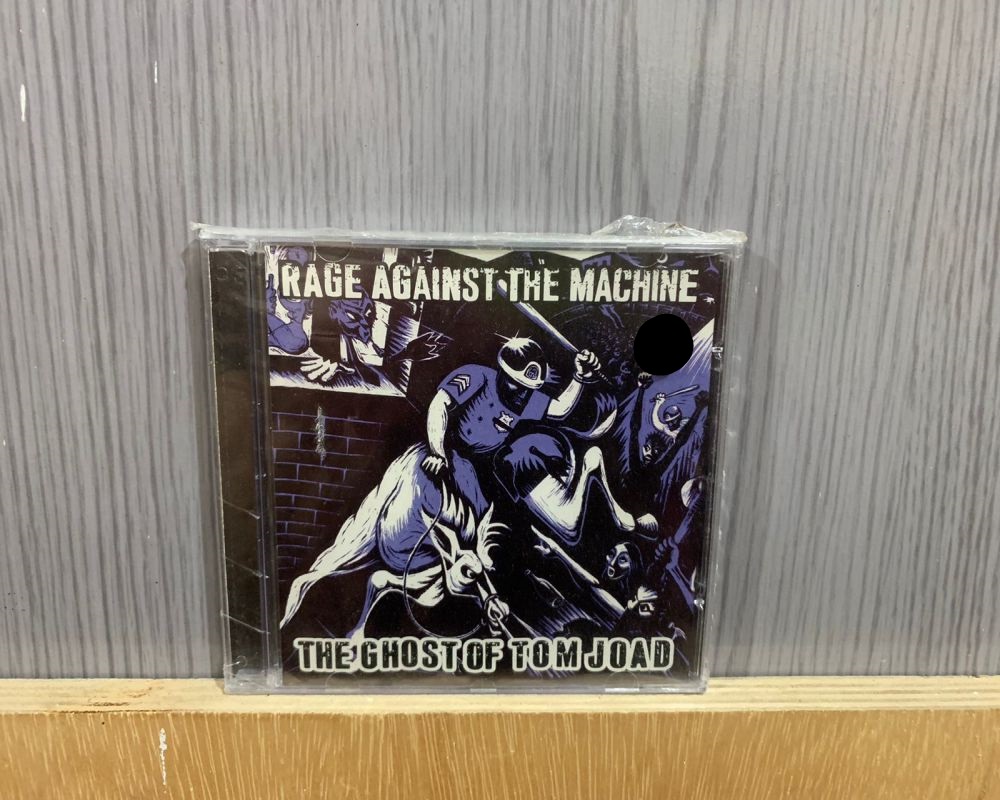 RAGE AGAINST THE MACHINE
THE GHOST OF TOM JOAD